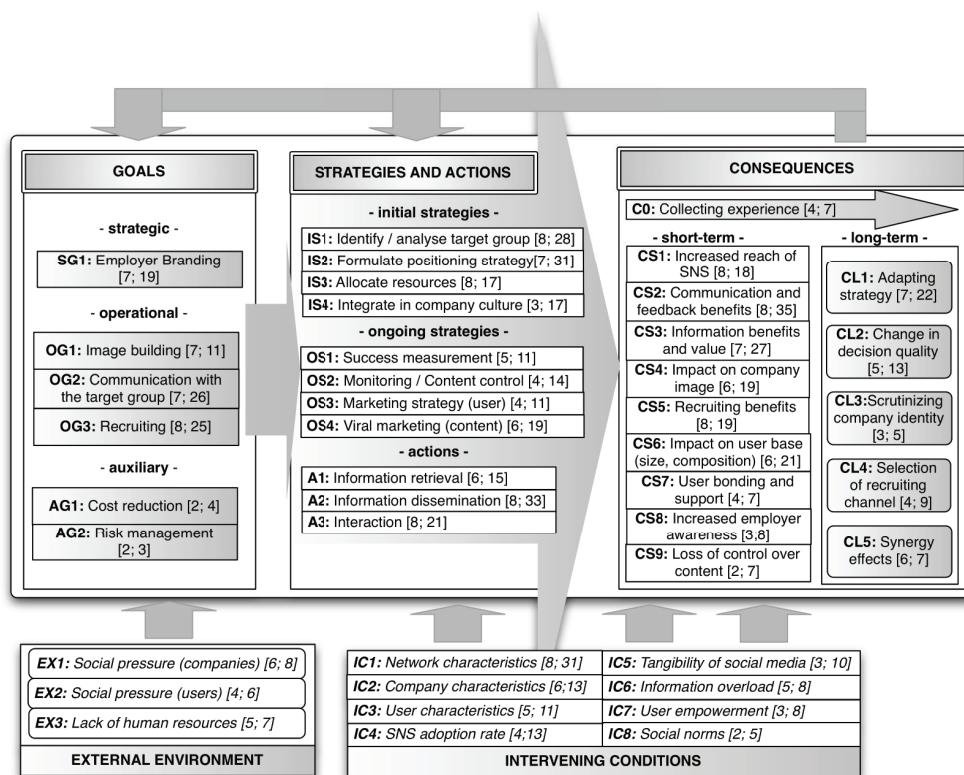 GOALS
- strategic -
SG1: Employer Branding
[7; 19]
- operational -
OG1: Image building [7; 11]
OG2: Communication with
the target group [7; 26]
OG3: Recruiting [8; 25]
- auxiliary -
AG1: Cost reduction [2; 4]
AG2: Risk management
[2; 3]
STRATEGIES AND ACTIONS
- initial strategies -
IS1: Identify / analyse target group [8; 28]
IS2: Formulate positioning strategy[7; 31]
IS3: Allocate resources [8; 17]
IS4: Integrate in company culture [3; 17]
- ongoing strategies -
OS1: Success measurement [5; 11]
OS2: Monitoring / Content control [4; 14]
OS3: Marketing strategy (user) [4; 11]
OS4: Viral marketing (content) [6; 19]
- actions -
A1: Information retrieval [6; 15]
A2: Information dissemination [8; 33]
A3: Interaction [8; 21]
CONSEQUENCES
C0: Collecting experience [4; 7]
- short-term -
CS1: Increased reach of
SNS [8; 18]
CS2: Communication and
feedback benefits [8; 35]
CS3: Information benefits
and value [7; 27]
CS4: Impact on company
image [6; 19]
CS5: Recruiting benefits
[8; 19]
CS6: Impact on user base
(size, composition) [6; 21]
CS7: User bonding and
support [4; 7]
CS8: Increased employer
awareness [3,8]
CS9: Loss of control over
content [2; 7]
- long-term -
CL1: Adapting
strategy [7; 22]
CL2: Change in
decision quality
[5; 13]
CL3:Scrutinizing
company identity
[3; 5]
CL4: Selection
of recruiting
channel [4; 9]
CL5: Synergy
effects [6; 7]
EX1: Social pressure (companies) [6; 8]
EX2: Social pressure (users) [4; 6]
EX3: Lack of human resources [5; 7]
EXTERNAL ENVIRONMENT
IC1: Network characteristics [8; 31]
IC2: Company characteristics [6;13]
IC3: User characteristics [5; 11]
IC4: SNS adoption rate [4;13]
IC5: Tangibility of social media [3; 10]
IC6: Information overload [5; 8]
IC7: User empowerment [3; 8]
IC8: Social norms [2; 5]
INTERVENING CONDITIONS